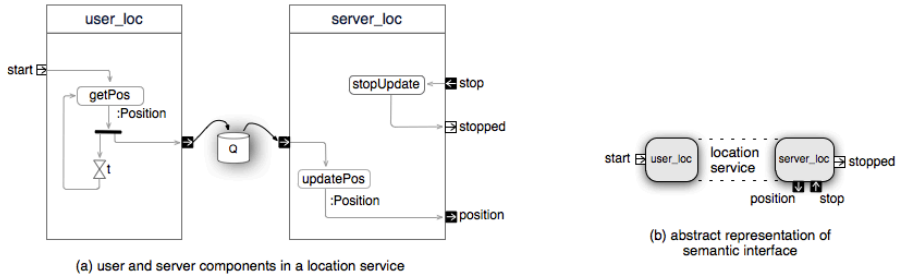 user_loc
server_loc
start
getPos
:Position
t
Q
stopUpdate
stop
stopped
updatePos
:Position
position
(a) user and server components in a location service
start
user_loc
location
service
server_loc
stopped
position
stop
(b) abstract representation of
semantic interface